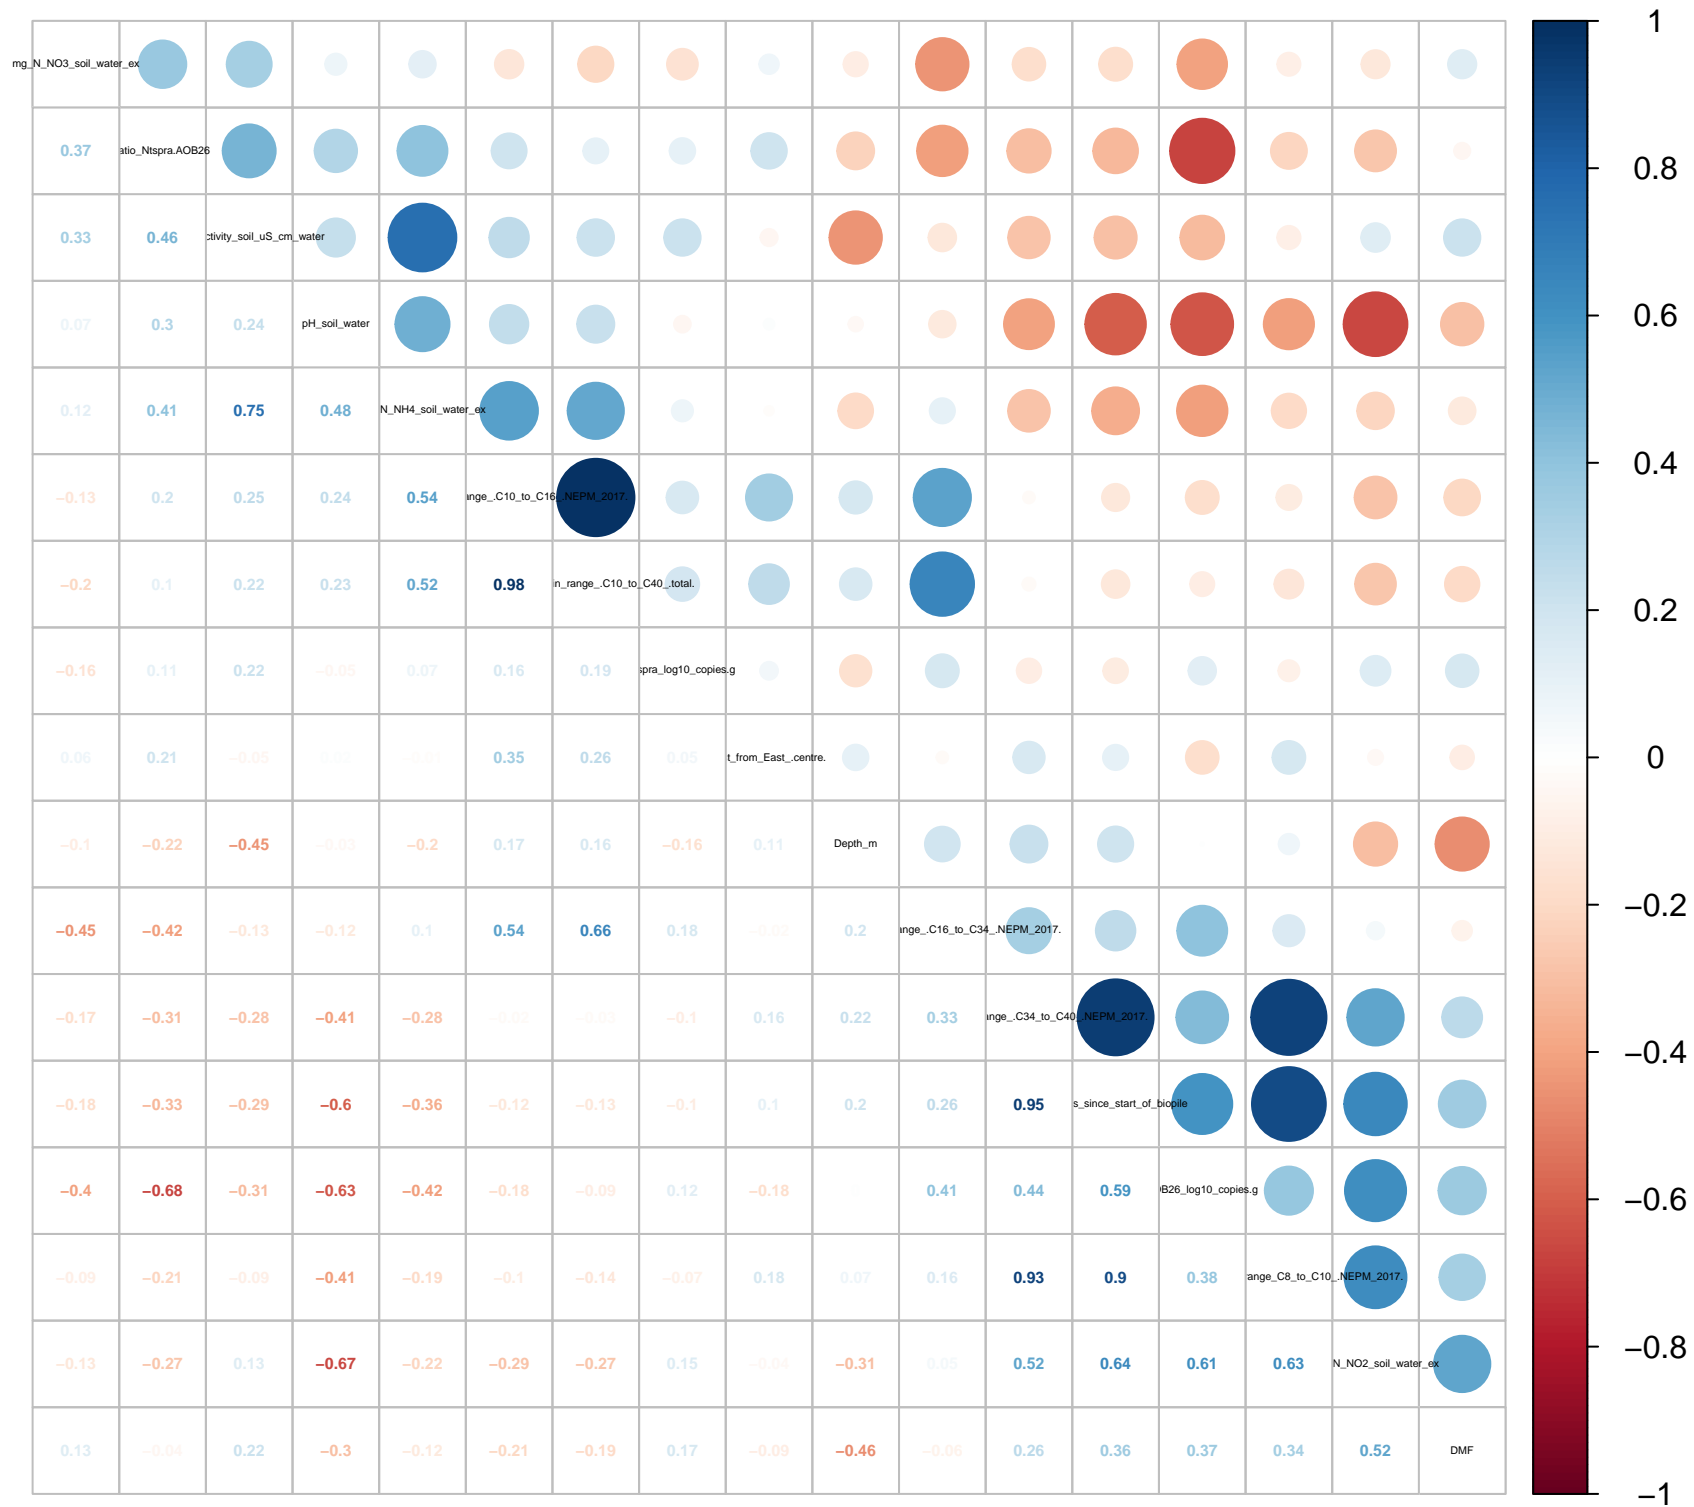 mg_N_NO3_soil_water_ex
0.37 atio_Ntspra.AOB26
0.33 0.46 ctivity_soil_uS_cm_water
0.07 0.3 0.24 pH_soil_water
0.12 0.41 0.75 0.48 N_NH4_soil_water_ex
−0.13 0.2 0.25 0.24 0.54 ange_.C10_to_C16_.NEPM_2017.
−0.2 0.1 0.22 0.23 0.52 0.98 in_range_.C10_to_C40_.total.
−0.16 0.11 0.22 −0.05 0.07 0.16 0.19 spra_log10_copies.g
0.06 0.21 −0.05 0.35 0.26 0.05 t_from_East_.centre.
−0.1 −0.22 −0.45 −0.03 −0.2 0.17 0.16 −0.16 0.11 Depth_m
−0.45 −0.42 −0.13 −0.12 0.1 0.54 0.66 0.18 −0.02 0.2 ange_.C16_to_C34_.NEPM_2017.
−0.17 −0.31 −0.28 −0.41 −0.28 −0.02 −0.03 −0.1 0.16 0.22 0.33 ange_.C34_to_C40_.NEPM_2017.
−0.18 −0.33 −0.29 −0.6 −0.36 −0.12 −0.13 −0.1 0.1 0.2 0.26 0.95 s_since_start_of_biopile
−0.4 −0.68 −0.31 −0.63 −0.42 −0.18 −0.09 0.12 −0.18 0.41 0.44 0.59 B26_log10_copies.g
−0.09 −0.21 −0.09 −0.41 −0.19 −0.1 −0.14 −0.07 0.18 0.07 0.16 0.93 0.9 0.38 ange_C8_to_C10_.NEPM_2017.
−0.13 −0.27 0.13 −0.67 −0.22 −0.29 −0.27 0.15 −0.04 −0.31 0.05 0.52 0.64 0.61 0.63 N_NO2_soil_water_ex
0.13 −0.04 0.22 −0.3 −0.12 −0.21 −0.19 0.17 −0.09 −0.46 −0.06 0.26 0.36 0.37 0.34 0.52 DMF
1
0.8
0.6
0.4
0.2
0
−0.2
−0.4
−0.6
−0.8
−1